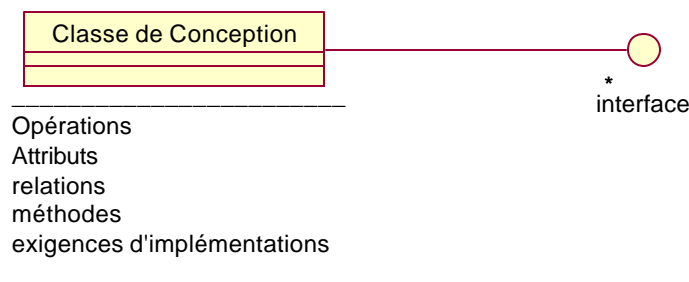 Classe de Conception
*
interface
Opérations
Attributs
relations
méthodes
exigences d'implémentations